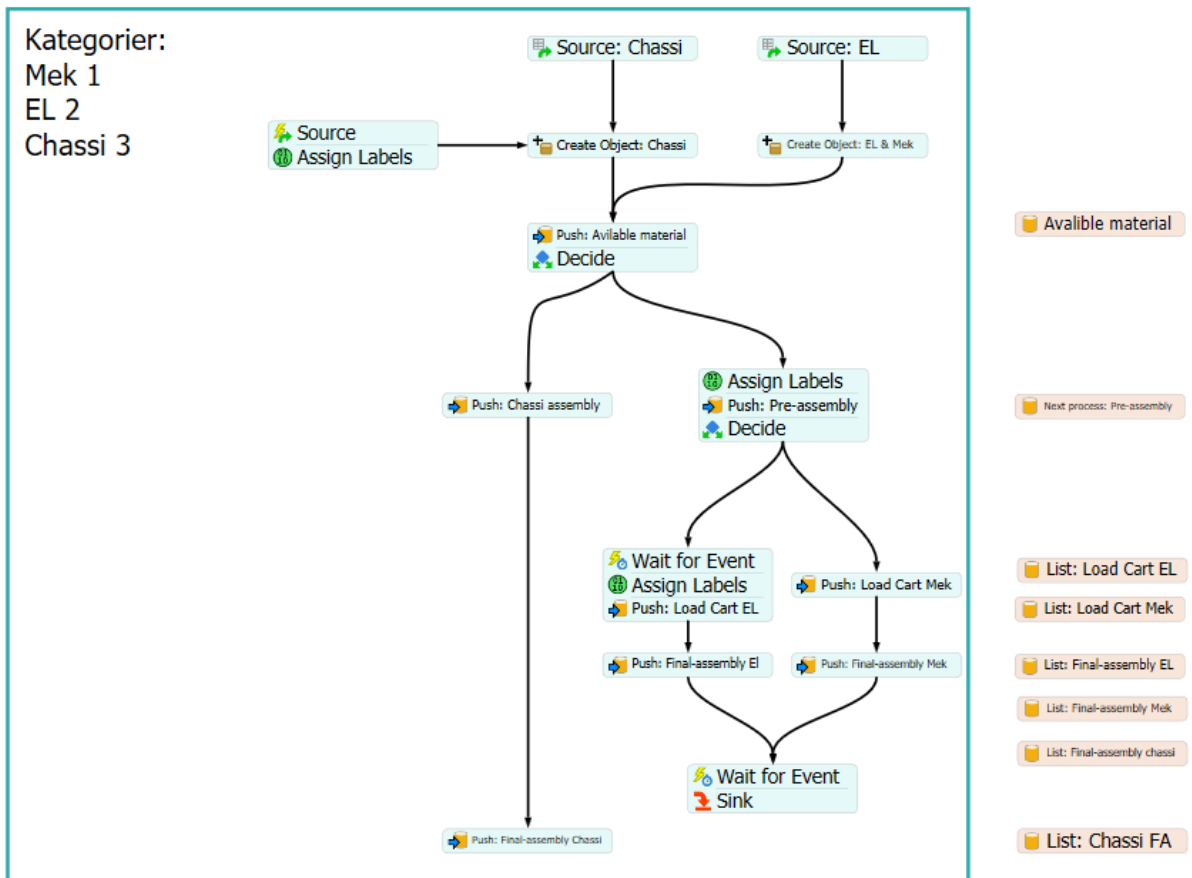 Kategorier:
Mek 1
EL 2
Chassi 3
Source: Chassi
Source: EL
Source
Assign Labels
Create Object: Chassi
Create Object: EL & Mek
Push: Avilable material
Decide
Avalible material
Push: Chassi assembly
Assign Labels
Push: Pre-assembly
Decide
Next process: Pre-assembly
Wait for Event
Assign Labels
Push: Load Cart EL
Push: Load Cart Mek
List: Load Cart EL
List: Load Cart Mek
Push: Final-assembly El
Push: Final-assembly Mek
List: Final-assembly EL
List: Final-assembly Mek
List: Final-assembly chassi
Wait for Event
Sink
Push: Final-assembly Chassi
List: Chassi FA